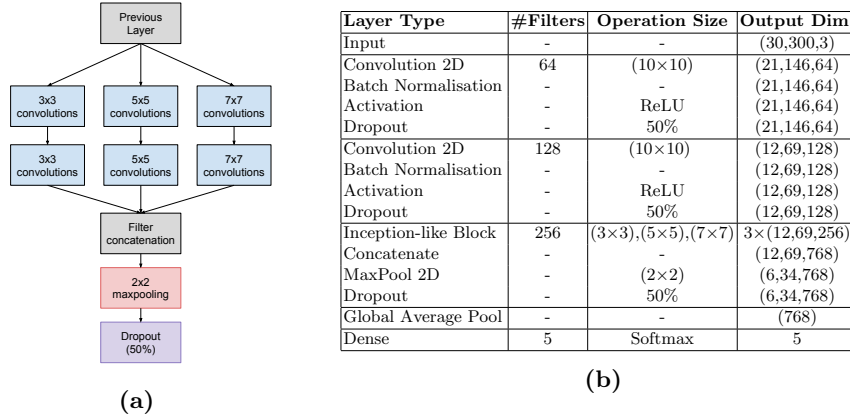 Previous
Layer
3x3
convolutions
5x5
convolutions
7x7
convolutions
3x3
convolutions
5x5
convolutions
7x7
convolutions
Filter
concatenation
2x2
maxpooling
Dropout
(50%)
(a)
Layer Type #Filters Operation Size Output Dim
Input - - (30,300,3)
Convolution 2D 64 (10×10) (21,146,64)
Batch Normalisation - - (21,146,64)
Activation - ReLU (21,146,64)
Dropout - 50% (21,146,64)
Convolution 2D 128 (10×10) (12,69,128)
Batch Normalisation - - (12,69,128)
Activation - ReLU (12,69,128)
Dropout - 50% (12,69,128)
Inception-like Block 256 (3×3),(5×5),(7×7) 3×(12,69,256)
Concatenate - - (12,69,768)
MaxPool 2D - (2×2) (6,34,768)
Dropout - 50% (6,34,768)
Global Average Pool - - (768)
Dense 5 Softmax 5
(b)